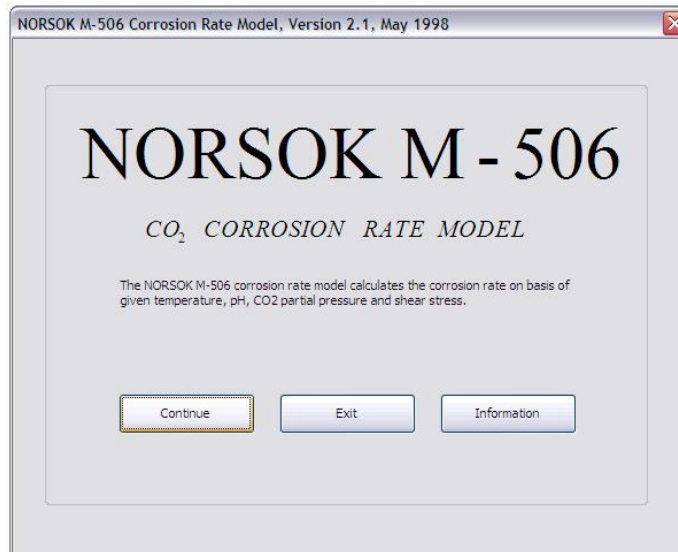 NORSOK M-506 Corrosion Rate Model, Version 2.1, May 1998
NORSOK M - 506
CO₂ CORROSION RATE MODEL
The NORSOK M-506 corrosion rate model calculates the corrosion rate on basis of
given temperature, pH, CO2 partial pressure and shear stress.
Continue Exit Information